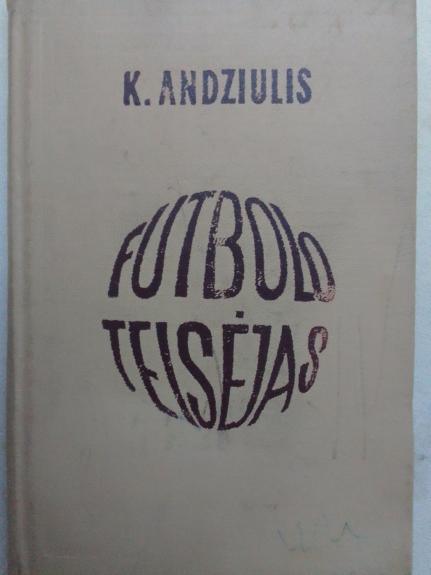 K. ANDZIULIS
FUTBOLO
TEISĖJAS